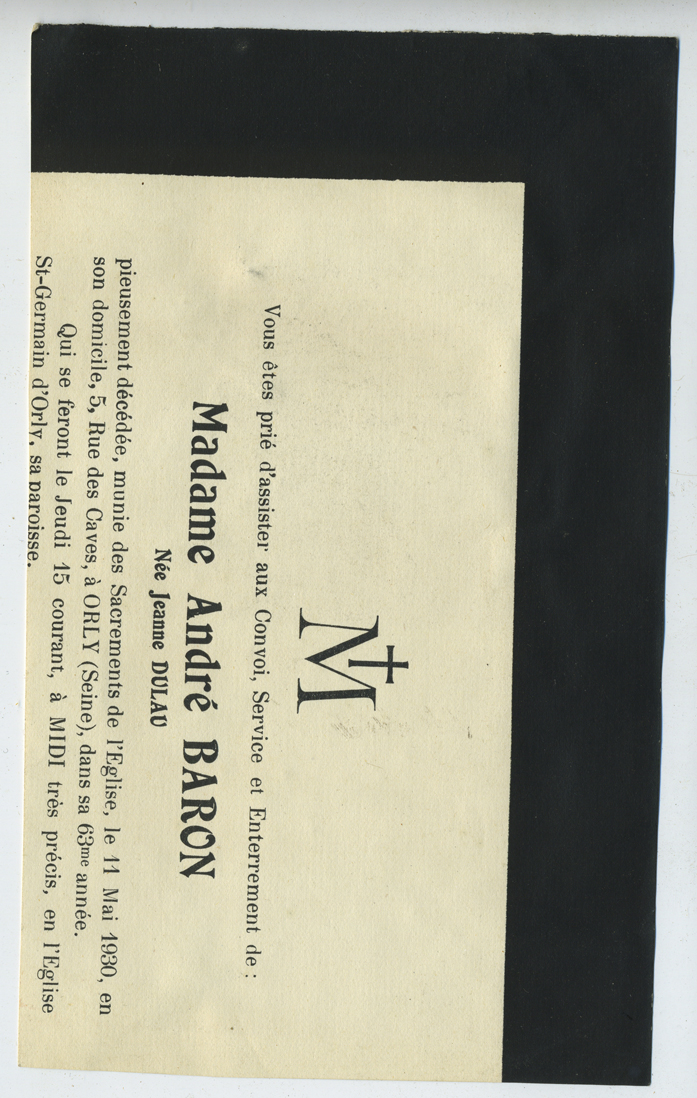 M
Vous êtes prié d'assister aux Convoi, Service et Enterrement de :
Madame André BARON
Née Jeanne DULAU
pieusement décédée, munie des Sacrements de l'Eglise, le 11 Mai 1930, en
son domicile, 5, Rue des Caves, à ORLY (Seine), dans sa 63me année.
Qui se feront le Jeudi 15 courant, à MIDI très précis, en l'Eglise
St-Germain d'Orly, sa paroisse.